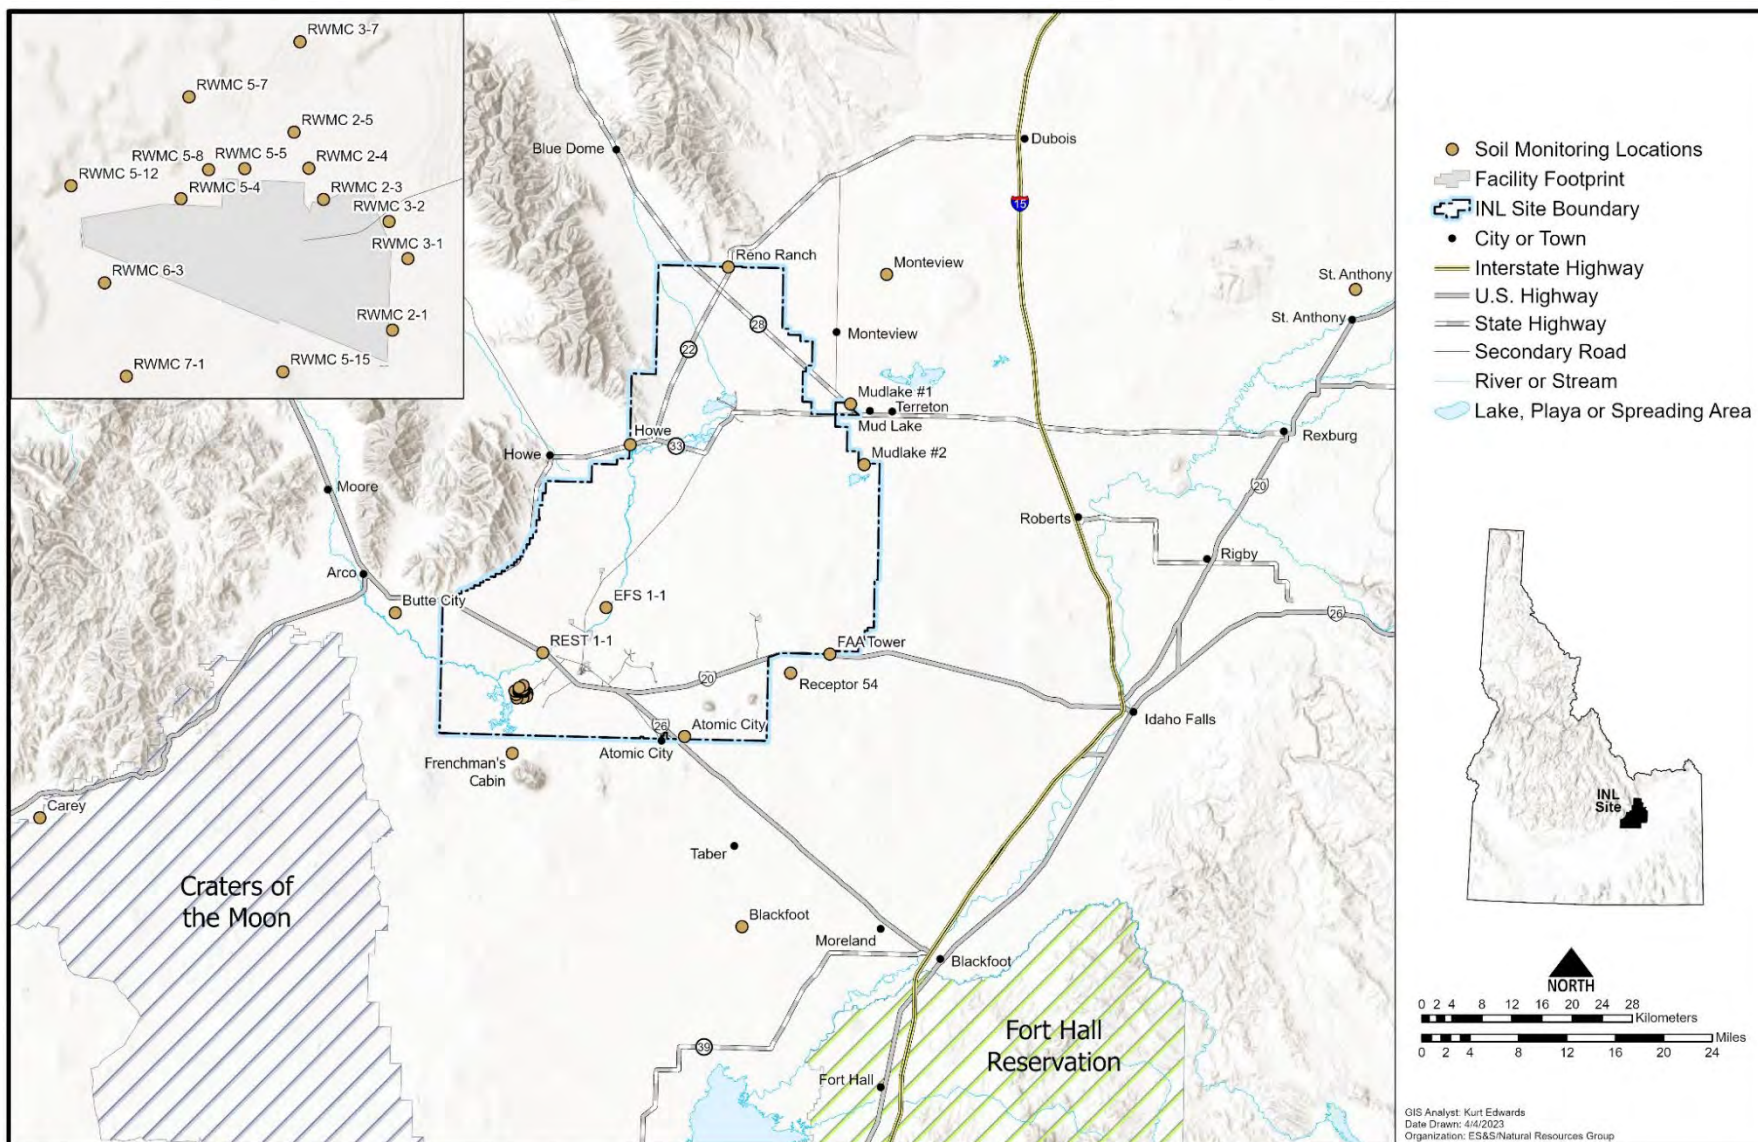 RWMC 3-7
RWMC 5-7
RWMC 2-5
RWMC 5-8
RWMC 5-5
RWMC 2-4
RWMC 5-12
RWMC 5-4
RWMC 2-3
RWMC 3-2
RWMC 3-1
RWMC 6-3
RWMC 2-1
RWMC 7-1
RWMC 5-15
Blue Dome
Dubois
15
Reno Ranch
Monteview
St. Anthony
St. Anthony
28
Monteview
22
Mudlake #1
Terreton
Mud Lake
Howe
33
Howe
Mudlake #2
Rexburg
20
Moore
Roberts
Rigby
Arco
Butte City
EFS 1-1
26
REST 1-1
FAA Tower
20
Receptor 54
Idaho Falls
26
Atomic City
Atomic City
Frenchman's
Cabin
Carey
Taber
Craters of
the Moon
Blackfoot
Moreland
Blackfoot
39
Fort Hall
Reservation
Fort Hall
Soil Monitoring Locations
Facility Footprint
INL Site Boundary
City or Town
Interstate Highway
U.S. Highway
State Highway
Secondary Road
River or Stream
Lake, Playa or Spreading Area
INL
Site
NORTH
0 2 4 8 12 16 20 24 28
Kilometers
Miles
0 2 4 8 12 16 20 24
GIS Analyst: Kurt Edwards
Date Drawn: 4/4/2023
Organization: ES&S/Natural Resources Group